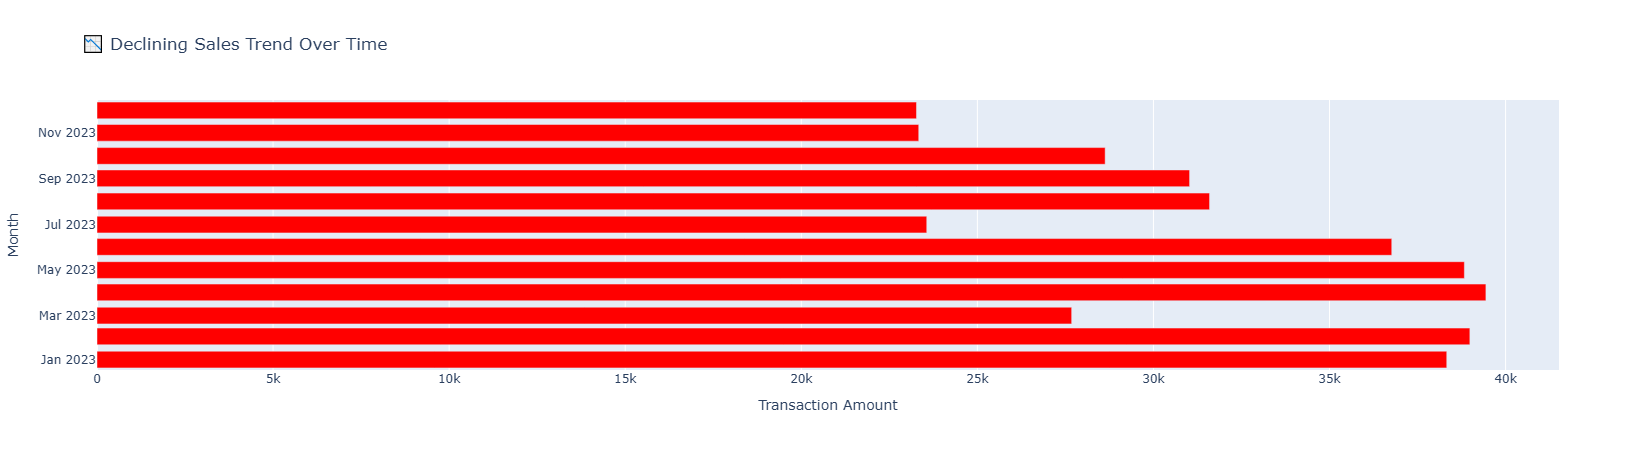 📉 Declining Sales Trend Over Time
Nov 2023
Sep 2023
Jul 2023
May 2023
Mar 2023
Jan 2023
Month
0 5k 10k 15k 20k 25k 30k 35k 40k
Transaction Amount